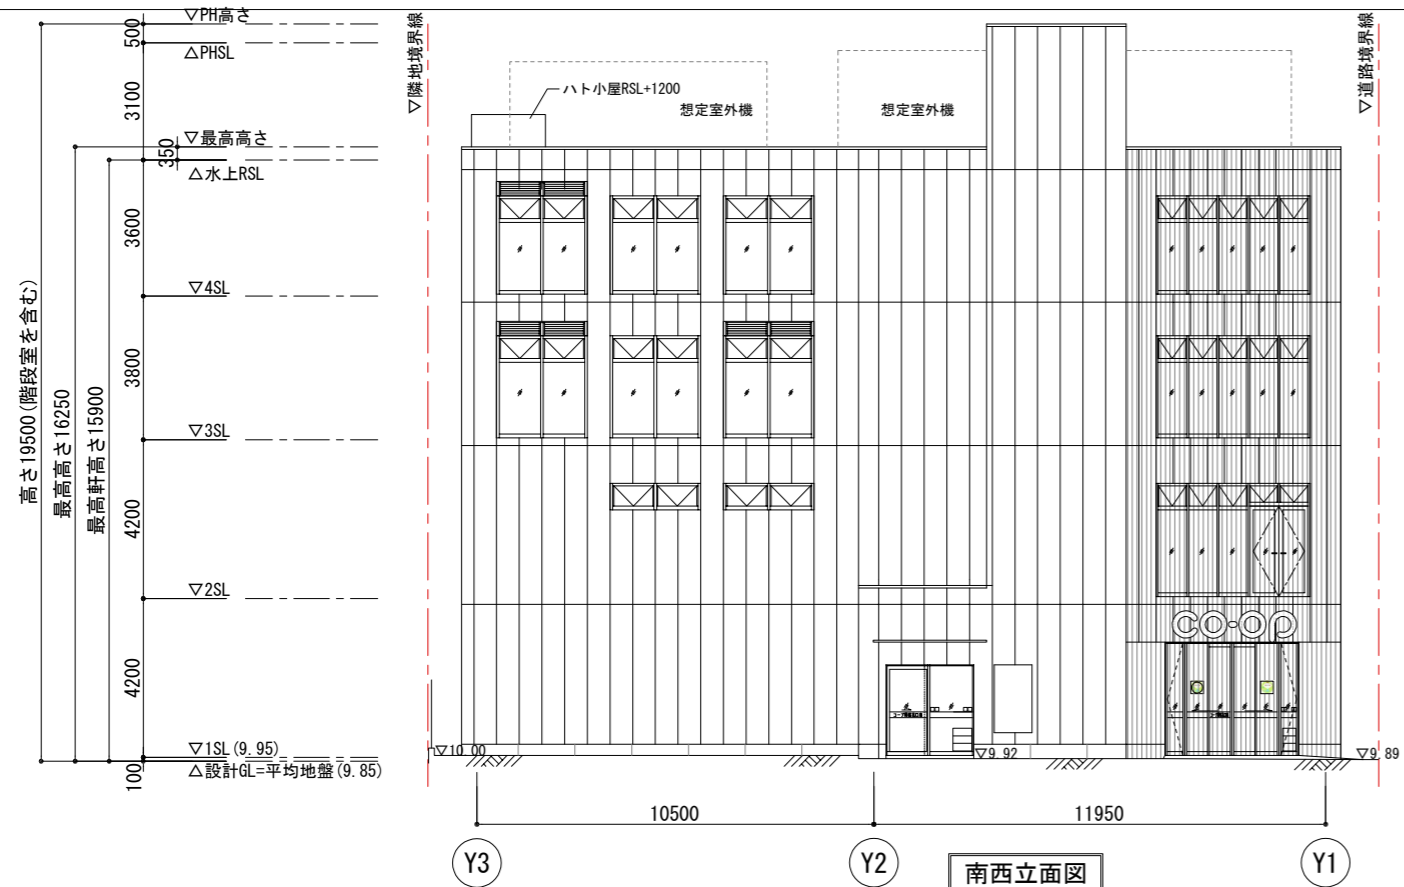 ▽PH高さ
△PHSL
▽最高高さ
△水上RSL
▽4SL
▽3SL
▽2SL
▽1SL(9.95)
△設計GL=平均地盤(9.85)
500
3100
350
3600
3800
4200
4200
100
高さ19500(階段室を含む)
最高高さ16250
最高軒高さ15900
▽隣地境界線
ハト小屋RSL+1200
想定室外機
想定室外機
▽道路境界線
co-op
▽10.00
▽9.92
▽9.89
10500
11950
Y3
Y2
Y1
南西立面図